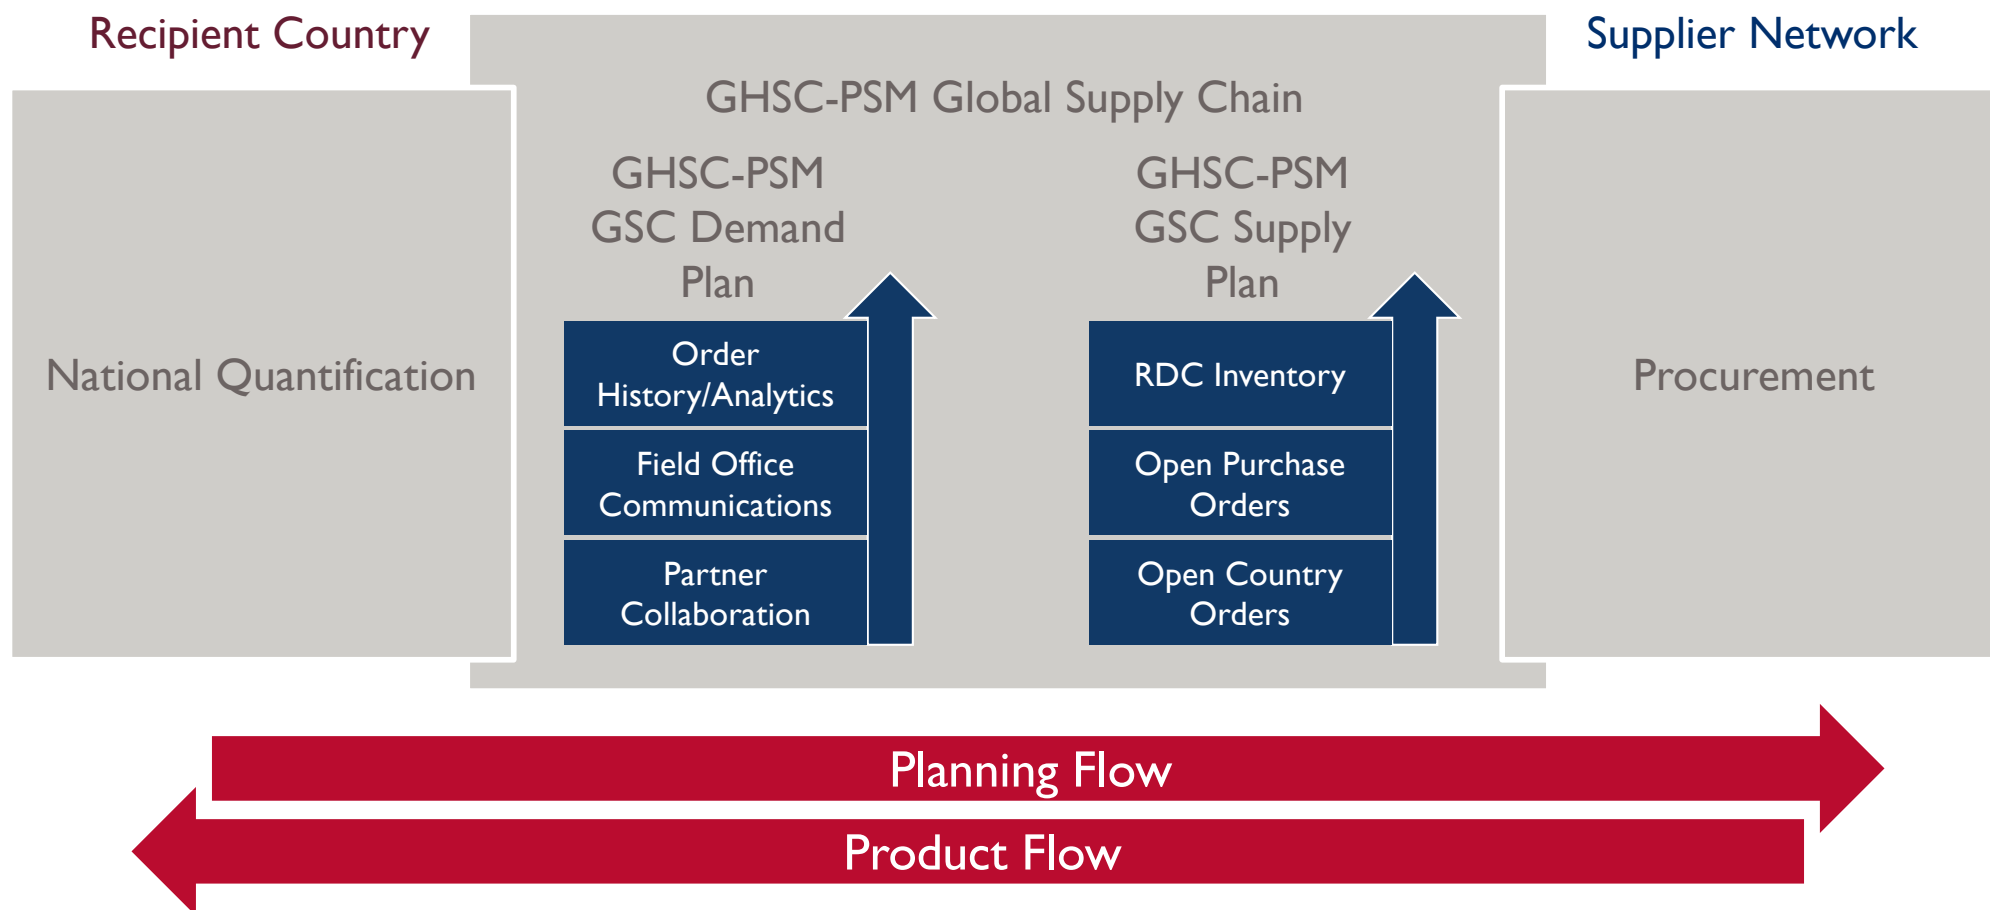 Recipient Country
Supplier Network
GHSC-PSM Global Supply Chain
National Quantification
GHSC-PSM
GSC Demand
Plan
Order
History/Analytics
Field Office
Communications
Partner
Collaboration
GHSC-PSM
GSC Supply
Plan
RDC Inventory
Open Purchase
Orders
Open Country
Orders
Procurement
Planning Flow
Product Flow